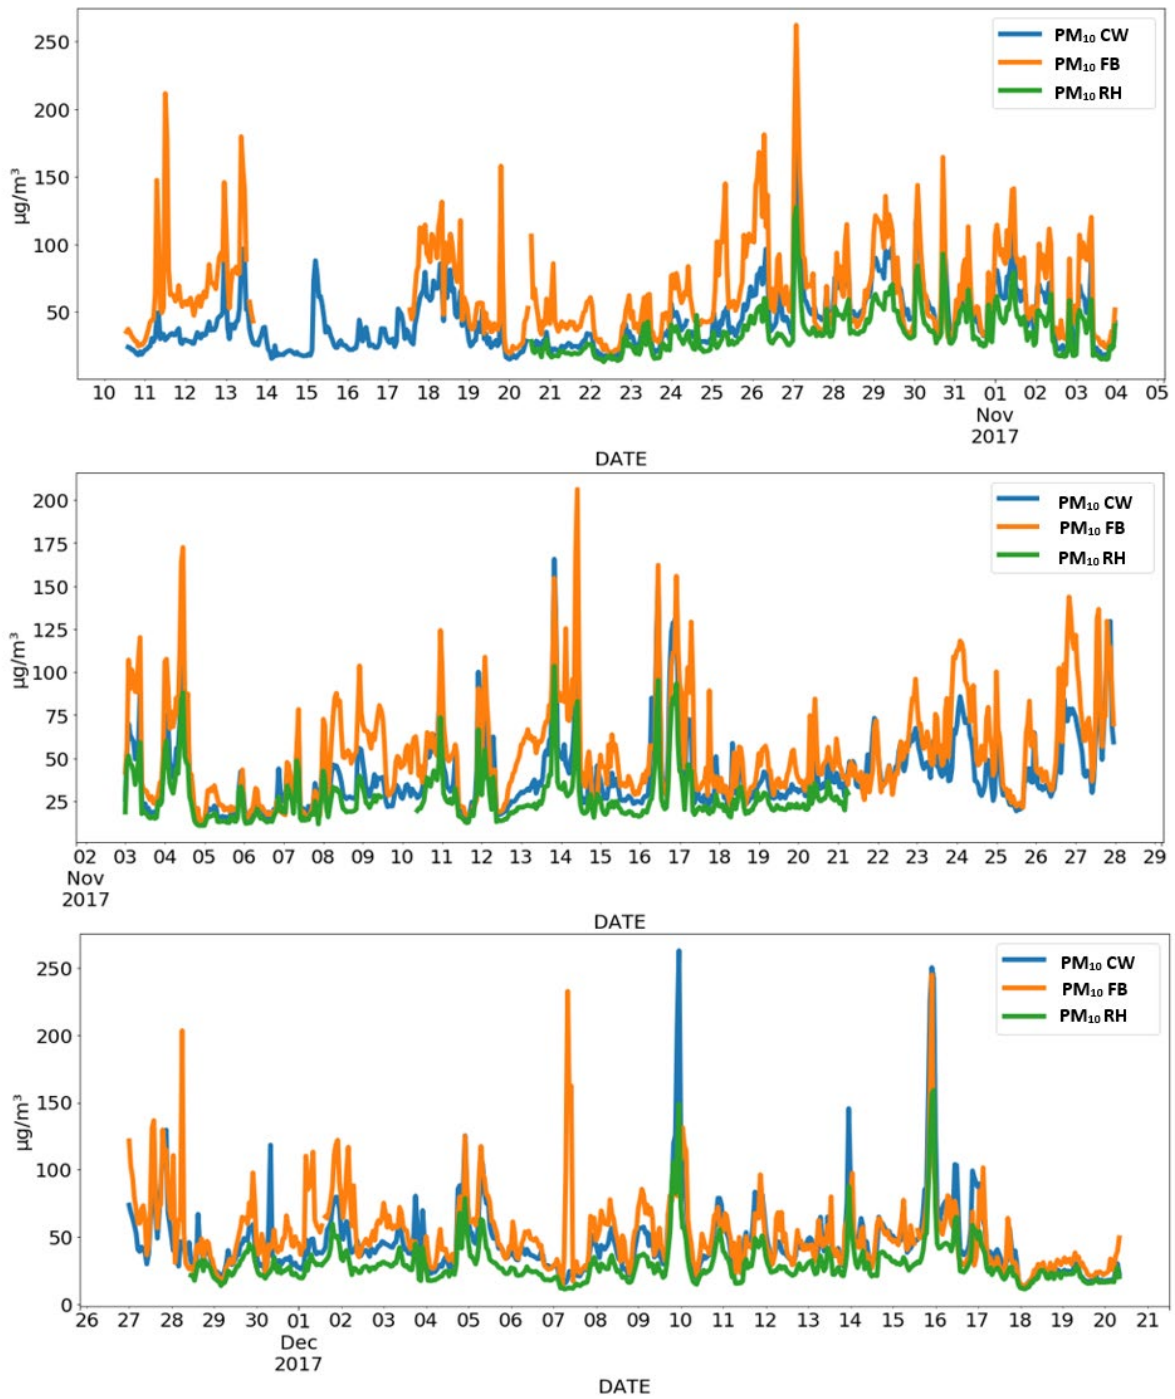 250
200
150
100
50
µg/m³
PM₁₀ CW
PM₁₀ FB
PM₁₀ RH
10 11 12 13 14 15 16 17 18 19 20 21 22 23 24 25 26 27 28 29 30 31 01 02 03 04 05
Nov
2017
DATE
200
175
150
125
100
75
50
25
µg/m³
PM₁₀ CW
PM₁₀ FB
PM₁₀ RH
02 03 04 05 06 07 08 09 10 11 12 13 14 15 16 17 18 19 20 21 22 23 24 25 26 27 28 29
Nov
2017
DATE
250
200
150
100
50
0
µg/m³
PM₁₀ CW
PM₁₀ FB
PM₁₀ RH
26 27 28 29 30 01 02 03 04 05 06 07 08 09 10 11 12 13 14 15 16 17 18 19 20 21
Dec
2017
DATE